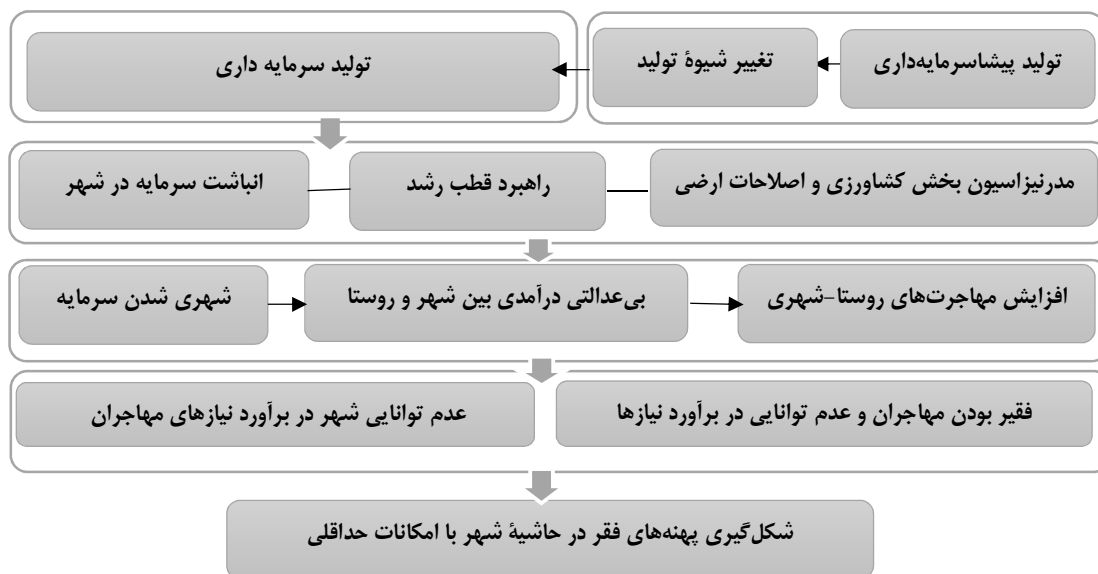 تولید پیشاسرمایه‌داری
تغییر شیوۀ تولید
تولید سرمایه داری
مدرنیزاسیون بخش کشاورزی و اصلاحات ارضی
راهبرد قطب رشد
انباشت سرمایه در شهر
افزایش مهاجرت‌های روستا-شهری
بی‌عدالتی درآمدی بین شهر و روستا
شهری شدن سرمایه
فقیر بودن مهاجران و عدم توانایی در برآورد نیازها
عدم توانایی شهر در برآورد نیازهای مهاجران
شکل‌گیری پهنه‌های فقر در حاشیۀ شهر با امکانات حداقلی